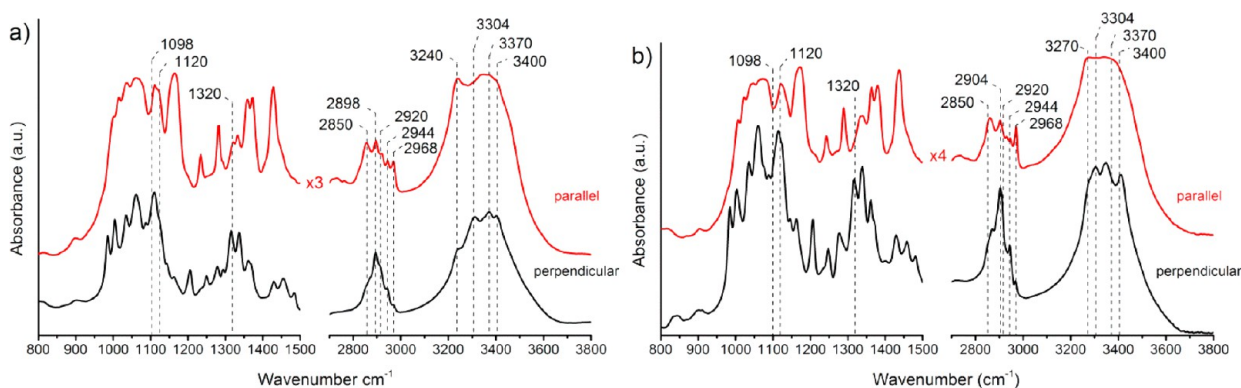 a)
Absorbance (a.u.)
1098
1120
1320
2850
2898
2920
2944
2968
3240
3304
3370
3400
x3
parallel
perpendicular
800 900 1000 1100 1200 1300 1400 1500 3000 3200 3400 3600 3800
Wavenumber cm⁻¹
b)
Absorbance (a.u.)
1098
1120
1320
2850
2904
2920
2944
2968
3270
3304
3370
3400
x4
parallel
perpendicular
800 900 1000 1100 1200 1300 1400 1500 2800 3000 3200 3400 3600 3800
Wavenumber (cm⁻¹)